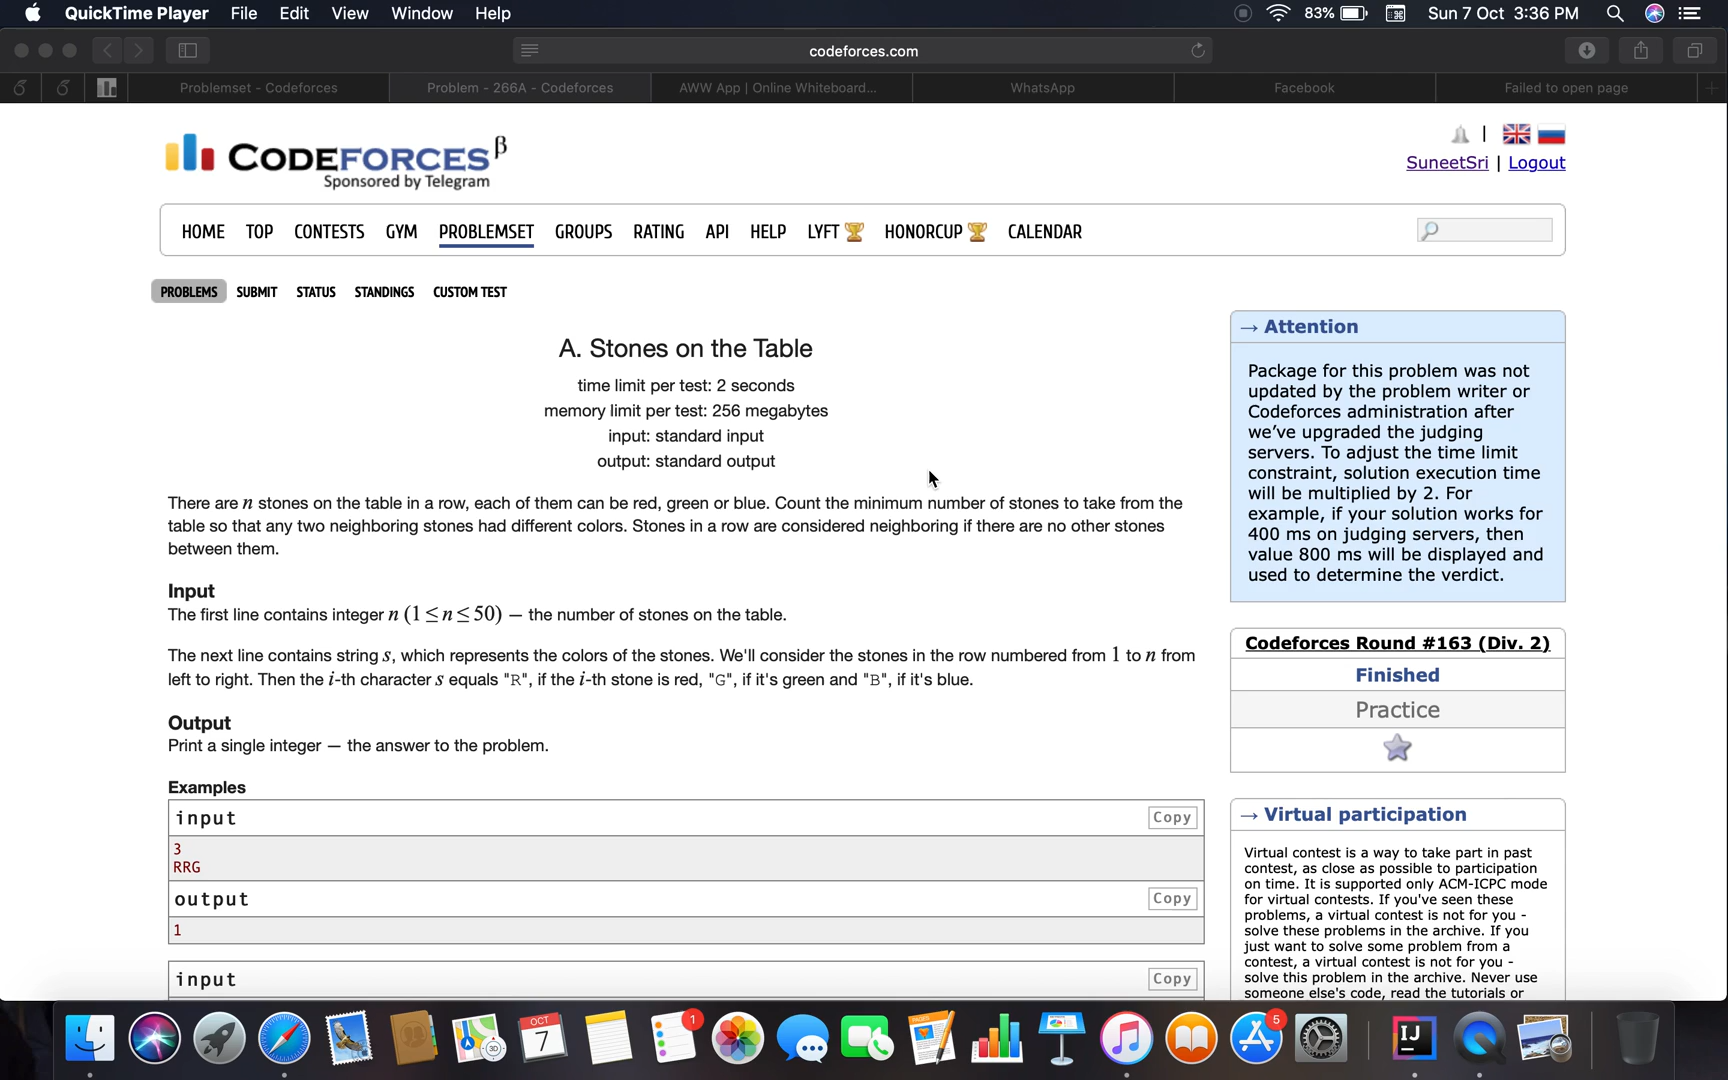 QuickTime Player File Edit View Window Help 83% Sun 7 Oct 3:36 PM
codeforces.com
Problemset - Codeforces Problem - 266A - Codeforces AWW App | Online Whiteboard... WhatsApp Facebook Failed to open page
CODEFORCES β
Sponsored by Telegram
SuneetSri | Logout
HOME TOP CONTESTS GYM PROBLEMSET GROUPS RATING API HELP LYFT HONORCUP CALENDAR
PROBLEMS SUBMIT STATUS STANDINGS CUSTOM TEST
A. Stones on the Table
time limit per test: 2 seconds
memory limit per test: 256 megabytes
input: standard input
output: standard output
There are n stones on the table in a row, each of them can be red, green or blue. Count the minimum number of stones to take from the
table so that any two neighboring stones had different colors. Stones in a row are considered neighboring if there are no other stones
between them.
Input
The first line contains integer n (1 ≤ n ≤ 50) — the number of stones on the table.
The next line contains string s, which represents the colors of the stones. We'll consider the stones in the row numbered from 1 to n from
left to right. Then the i-th character s equals "R", if the i-th stone is red, "G", if it's green and "B", if it's blue.
Output
Print a single integer — the answer to the problem.
Examples
input Copy
3
RRG
output Copy
1
input Copy
→ Attention
Package for this problem was not
updated by the problem writer or
Codeforces administration after
we've upgraded the judging
servers. To adjust the time limit
constraint, solution execution time
will be multiplied by 2. For
example, if your solution works for
400 ms on judging servers, then
value 800 ms will be displayed and
used to determine the verdict.
Codeforces Round #163 (Div. 2)
Finished
Practice
→ Virtual participation
Virtual contest is a way to take part in past
contest, as close as possible to participation
on time. It is supported only ACM-ICPC mode
for virtual contests. If you've seen these
problems, a virtual contest is not for you -
solve these problems in the archive. If you
just want to solve some problem from a
contest, a virtual contest is not for you -
solve this problem in the archive. Never use
someone else's code, read the tutorials or
OCT
7
3D
1
PAGES
5
IJ